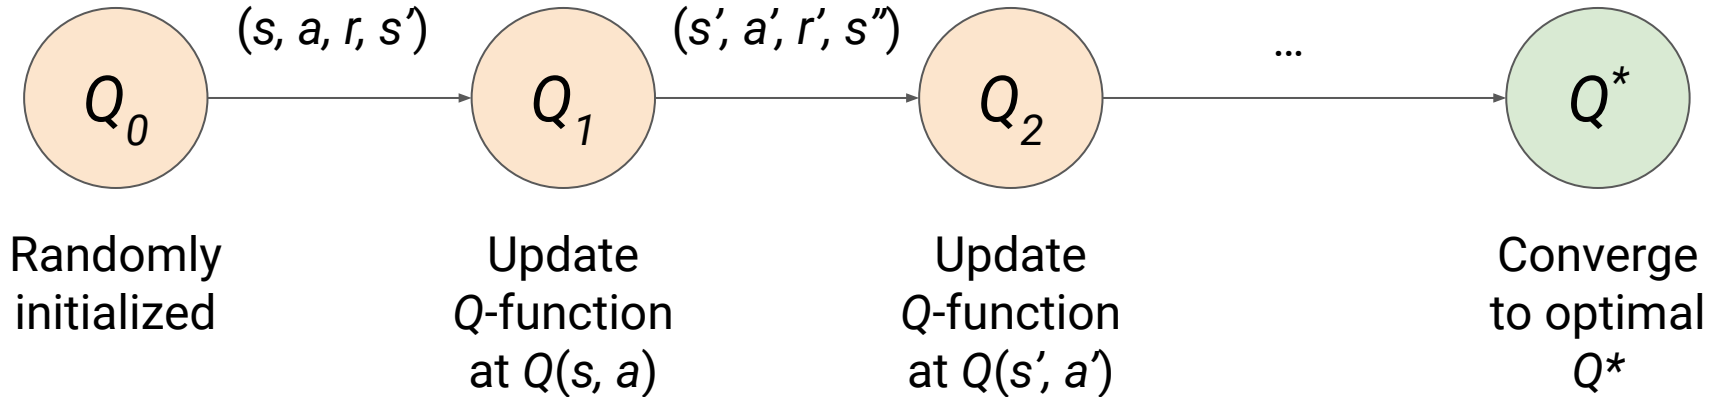 (s, a, r, s’)
(s’, a’, r’, s’’)
...
Q0
Q1
Q2
Q*
Randomly
initialized
Update
Q-function
at Q(s, a)
Update
Q-function
at Q(s’, a’)
Converge
to optimal
Q*